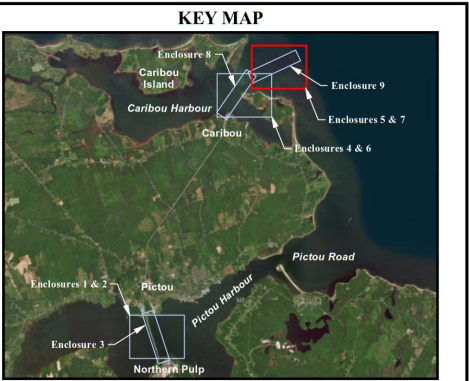 KEY MAP
Enclosure 8
Caribou
Island
Enclosure 9
Caribou Harbour
Enclosures 5 & 7
Caribou
Enclosures 4 & 6
Pictou Road
Enclosures 1 & 2
Pictou
Pictou Harbour
Enclosure 3
Northern Pulp